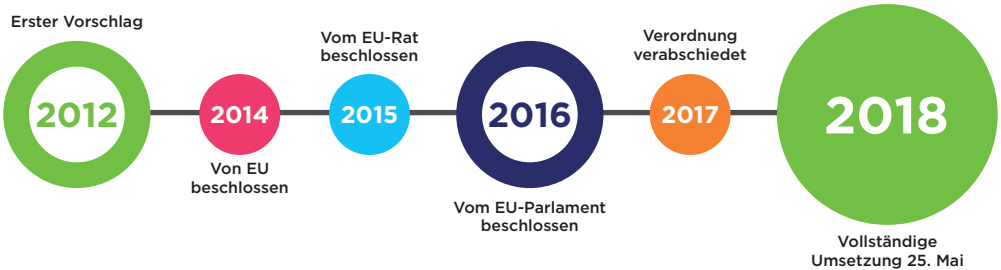 Erster Vorschlag
2012
2014
Von EU
beschlossen
Vom EU-Rat
beschlossen
2015
2016
Vom EU-Parlament
beschlossen
Verordnung
verabschiedet
2017
2018
Vollständige
Umsetzung 25. Mai